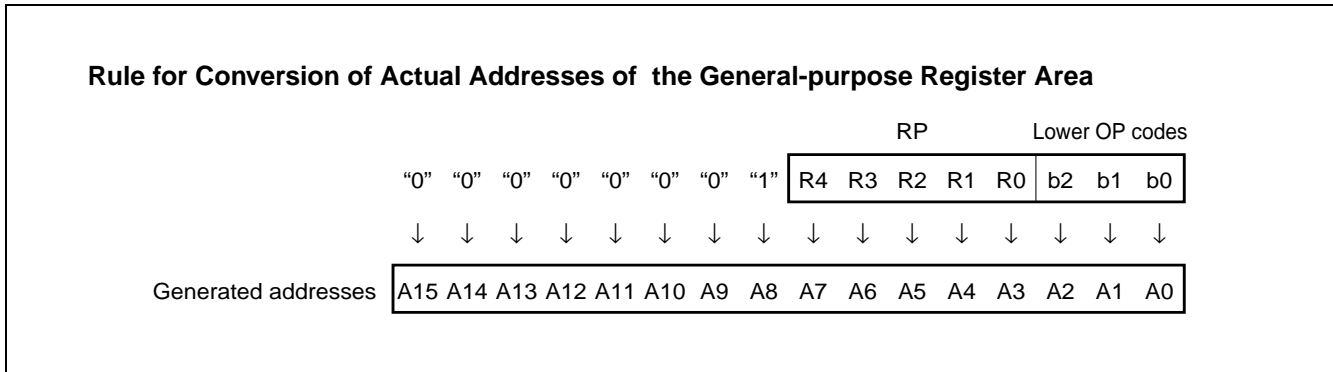 Rule for Conversion of Actual Addresses of the General-purpose Register Area
RP Lower OP codes
“0” “0” “0” “0” “0” “0” “0” “1” R4 R3 R2 R1 R0 b2 b1 b0
↓ ↓ ↓ ↓ ↓ ↓ ↓ ↓ ↓ ↓ ↓ ↓ ↓ ↓ ↓ ↓
Generated addresses A15 A14 A13 A12 A11 A10 A9 A8 A7 A6 A5 A4 A3 A2 A1 A0